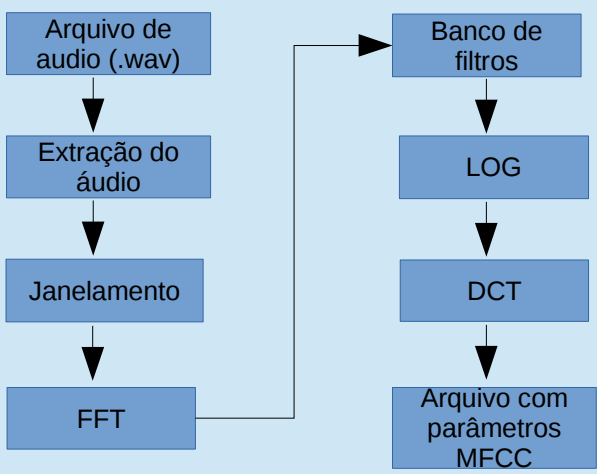 Arquivo de
audio (.wav)
Extração do
áudio
Janelamento
FFT
Banco de
filtros
LOG
DCT
Arquivo com
parâmetros
MFCC